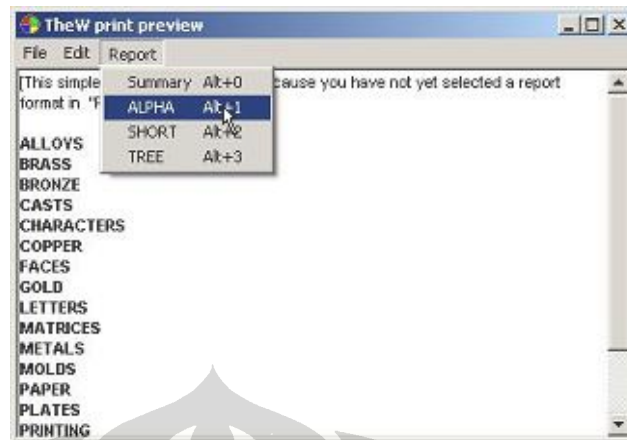 TheW print preview
File Edit Report
[This simple cause you have not yet selected a report
format in
Summary Alt+0
ALPHA Alt+1
SHORT Alt+2
TREE Alt+3
ALLOYS
BRASS
BRONZE
CASTS
CHARACTERS
COPPER
FACES
GOLD
LETTERS
MATRICES
METALS
MOLDS
PAPER
PLATES
PRINTING